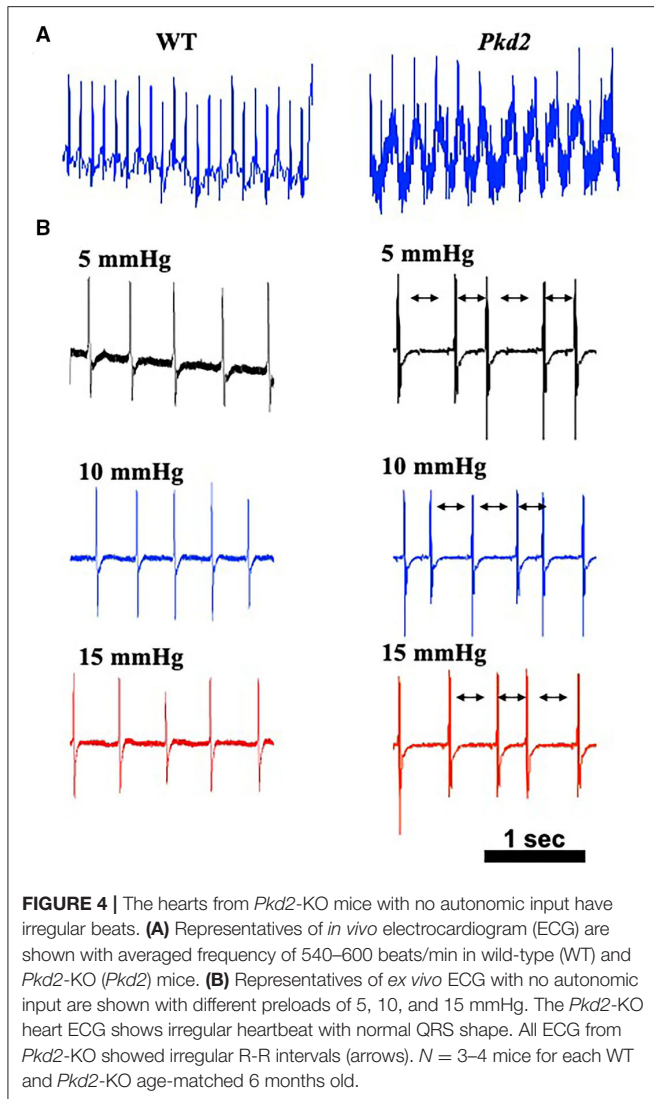 A
WT
Pkd2
B
5 mmHg
5 mmHg
10 mmHg
10 mmHg
15 mmHg
15 mmHg
1 sec
FIGURE 4 | The hearts from Pkd2-KO mice with no autonomic input have
irregular beats. (A) Representatives of in vivo electrocardiogram (ECG) are
shown with averaged frequency of 540–600 beats/min in wild-type (WT) and
Pkd2-KO (Pkd2) mice. (B) Representatives of ex vivo ECG with no autonomic
input are shown with different preloads of 5, 10, and 15 mmHg. The Pkd2-KO
heart ECG shows irregular heartbeat with normal QRS shape. All ECG from
Pkd2-KO showed irregular R-R intervals (arrows). N = 3–4 mice for each WT
and Pkd2-KO age-matched 6 months old.